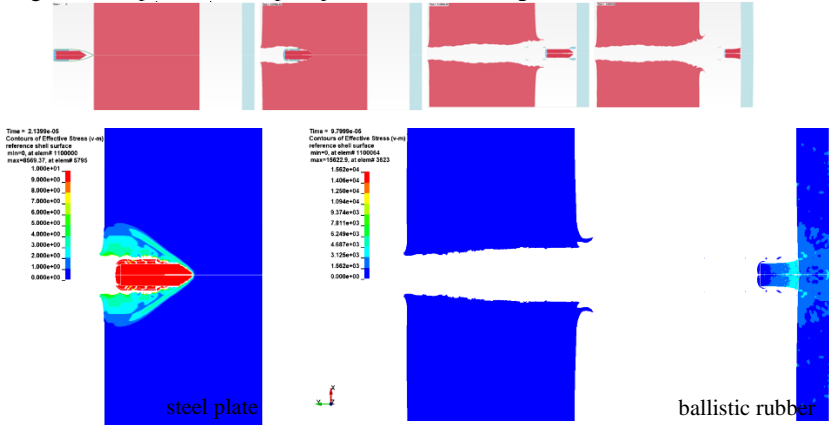 Time = 2.1399e-05
Contours of Effective Stress (v-m)
reference shell surface
min=0, at elem# 1100000
max=8569.37, at elem# 5795
1.000e+01
9.000e+00
8.000e+00
7.000e+00
6.000e+00
5.000e+00
4.000e+00
3.000e+00
2.000e+00
1.000e+00
0.000e+00
steel plate
Time = 9.7999e-05
Contours of Effective Stress (v-m)
reference shell surface
min=0, at elem# 1100064
max=15622.9, at elem# 3623
1.562e+04
1.406e+04
1.250e+04
1.094e+04
9.374e+03
7.811e+03
6.249e+03
4.687e+03
3.125e+03
1.562e+03
0.000e+00
X
Y
Z
ballistic rubber